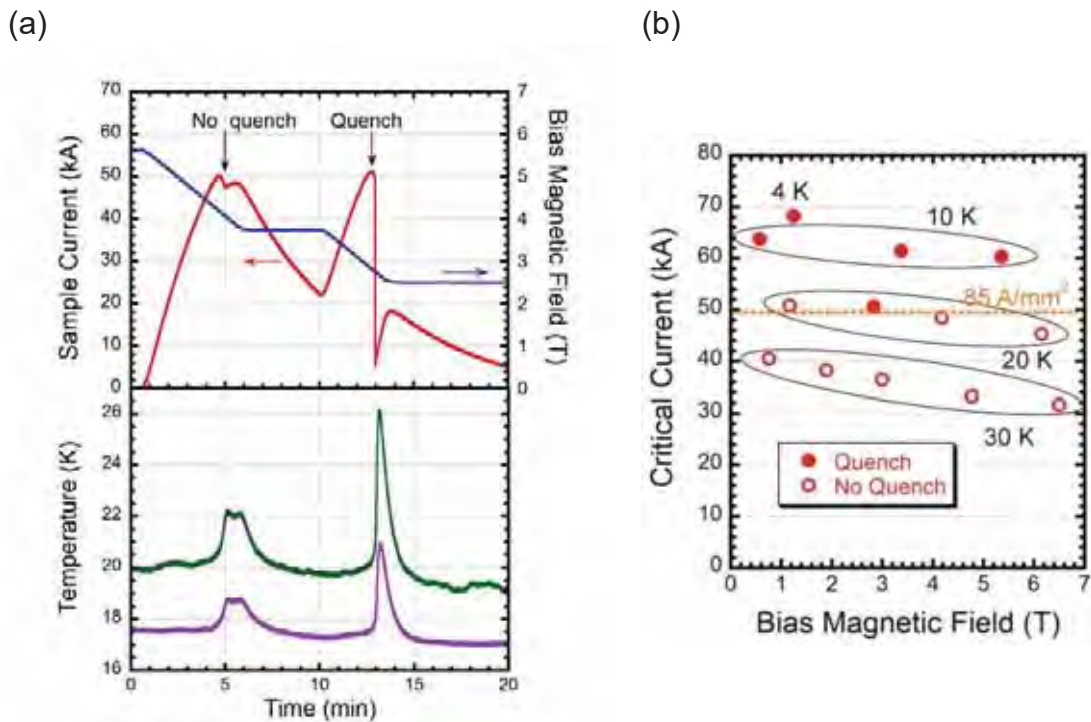 (a)
(b)
70
60
50
40
30
20
10
0
Sample Current (kA)
No quench
Quench
7
6
5
4
3
2
1
0
Bias Magnetic Field (T)
26
24
22
20
18
16
Temperature (K)
0
5
10
15
20
Time (min)
80
70
60
50
40
30
20
10
0
Critical Current (kA)
4 K
10 K
85 A/mm²
20 K
30 K
Quench
No Quench
0
1
2
3
4
5
6
7
Bias Magnetic Field (T)